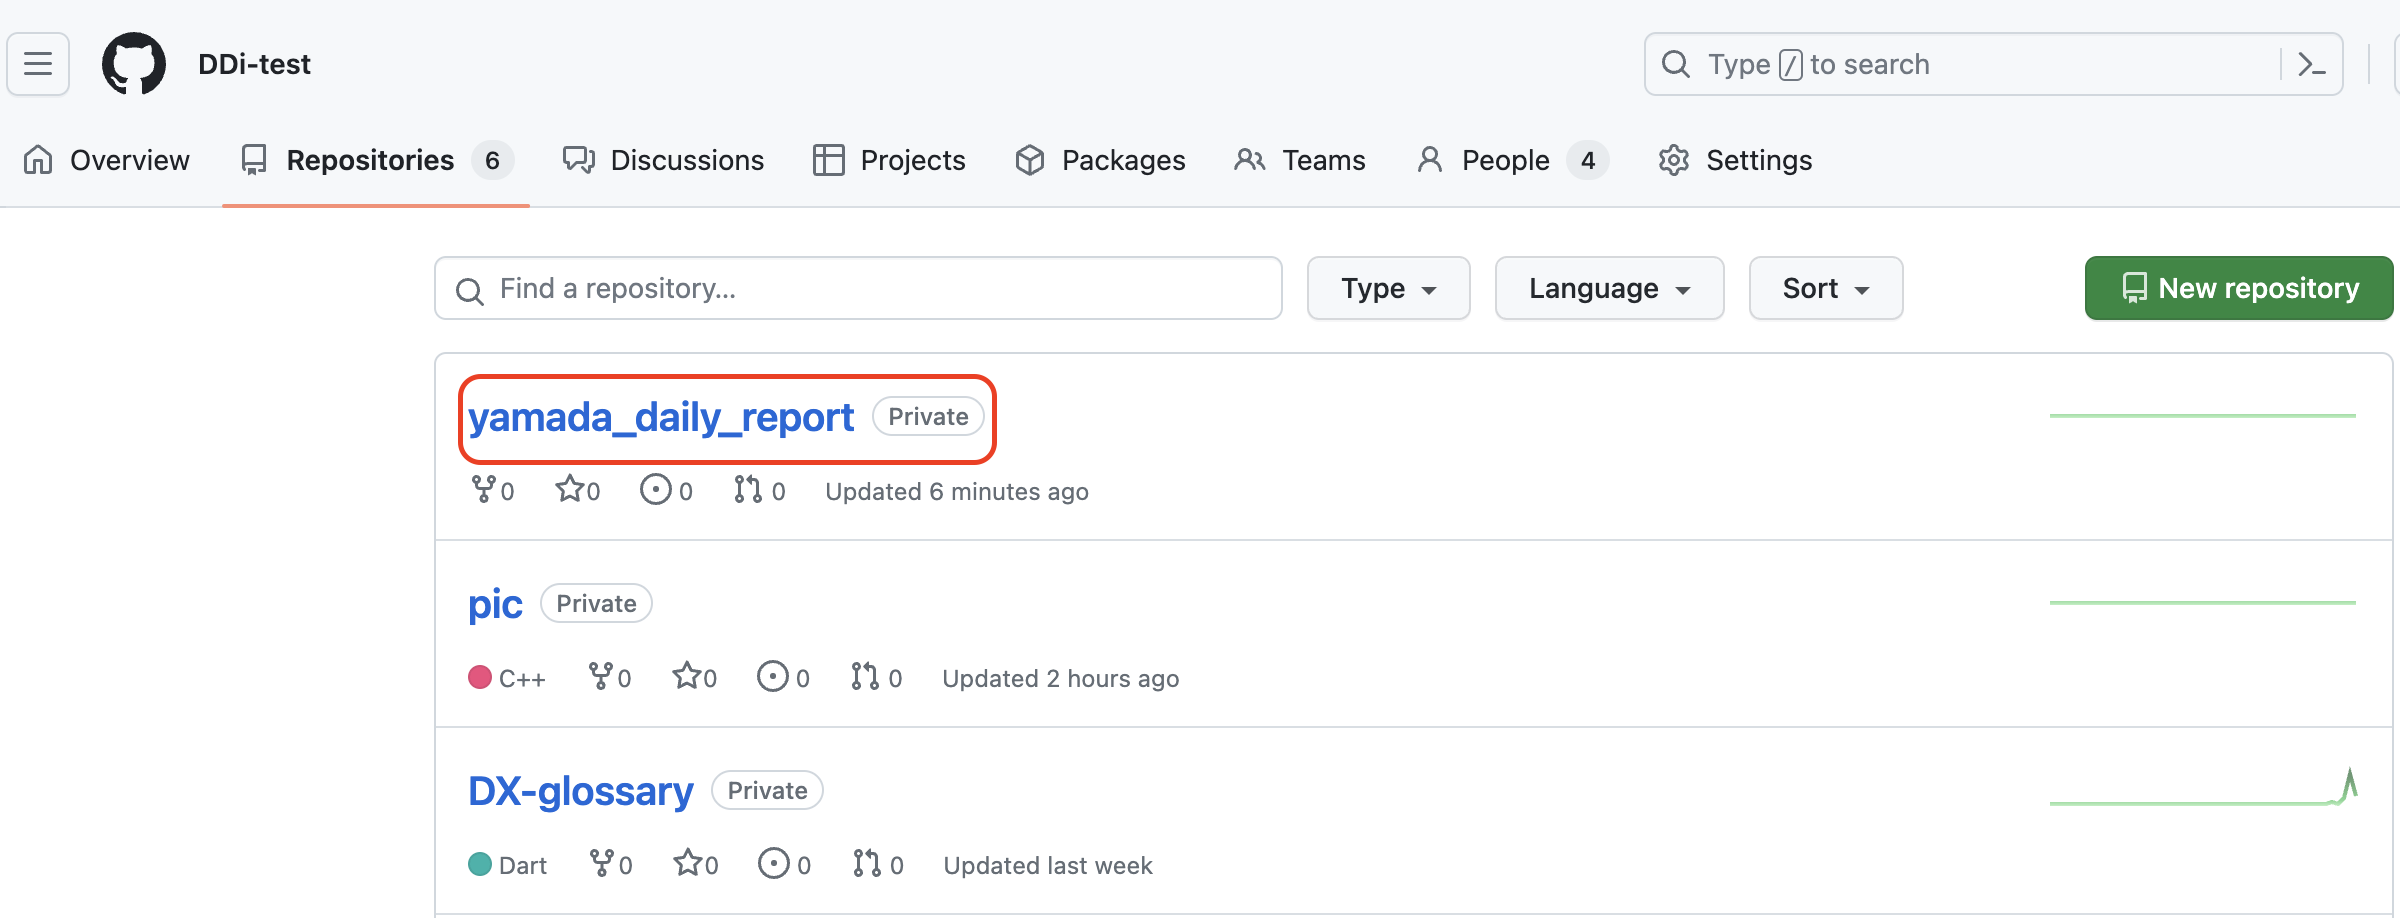 DDi-test
Type / to search
Overview Repositories 6 Discussions Projects Packages Teams People 4 Settings
Find a repository... Type Language Sort New repository
yamada_daily_report Private
0 0 0 0 Updated 6 minutes ago
pic Private
C++ 0 0 0 0 Updated 2 hours ago
DX-glossary Private
Dart 0 0 0 0 Updated last week